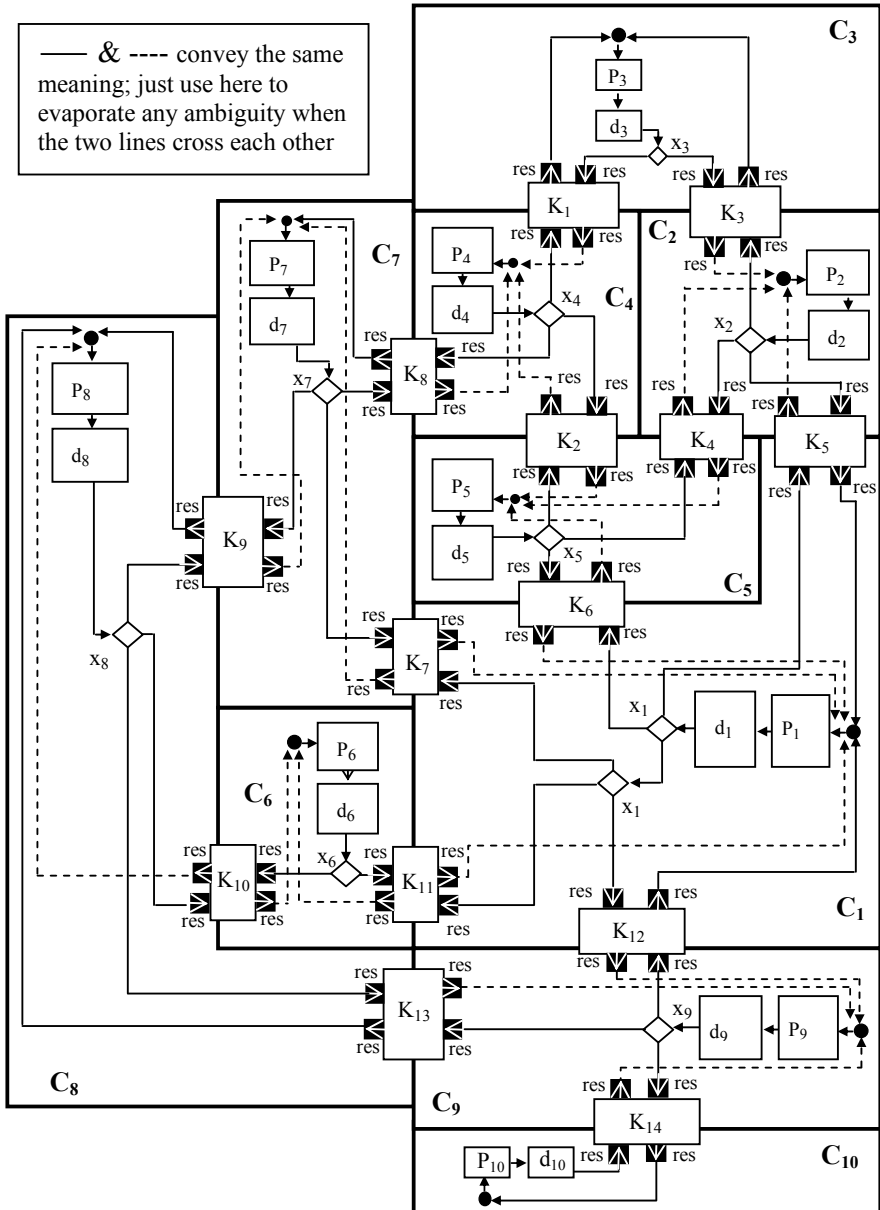 —— & ---- convey the same
meaning; just use here to
evaporate any ambiguity when
the two lines cross each other
C3
P3
d3
x3
res res res res
K1 K3
res res
C7 P7 d7 x7
res res
C4 P4 d4 x4
res res
C2 P2 d2 x2
res res
K8
res res
res res res res res res
K2 K4 K5
res res res res
C8 P8 d8 x8
res res
K9
res res
C5 P5 d5 x5
res res
K6
res res
res res
K7
res res
x1 d1 P1
x1
C6 P6 d6 x6
res res
K10
res res
res res
K11
res res
C1
res res
K12
res res
res res
K13
res res
x9 d9 P9
C9
res res
K14
res res
P10 d10
C10